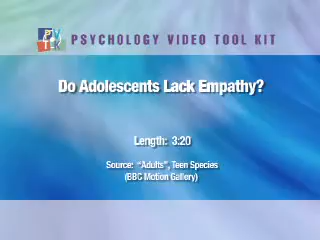 PSYCHOLOGY VIDEO TOOL KIT
Do Adolescents Lack Empathy?
Length: 3:20
Source: "Adults", Teen Species
(BBC Motion Gallery)